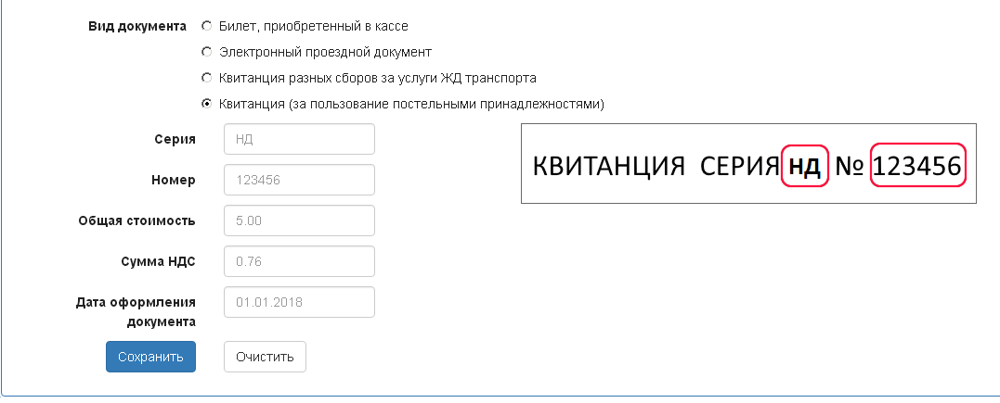 Вид документа
Билет, приобретенный в кассе
Электронный проездной документ
Квитанция разных сборов за услуги ЖД транспорта
Квитанция (за пользование постельными принадлежностями)
Серия НД
Номер 123456
Общая стоимость 5.00
Сумма НДС 0.76
Дата оформления документа 01.01.2018
Сохранить Очистить
КВИТАНЦИЯ СЕРИЯ НД № 123456